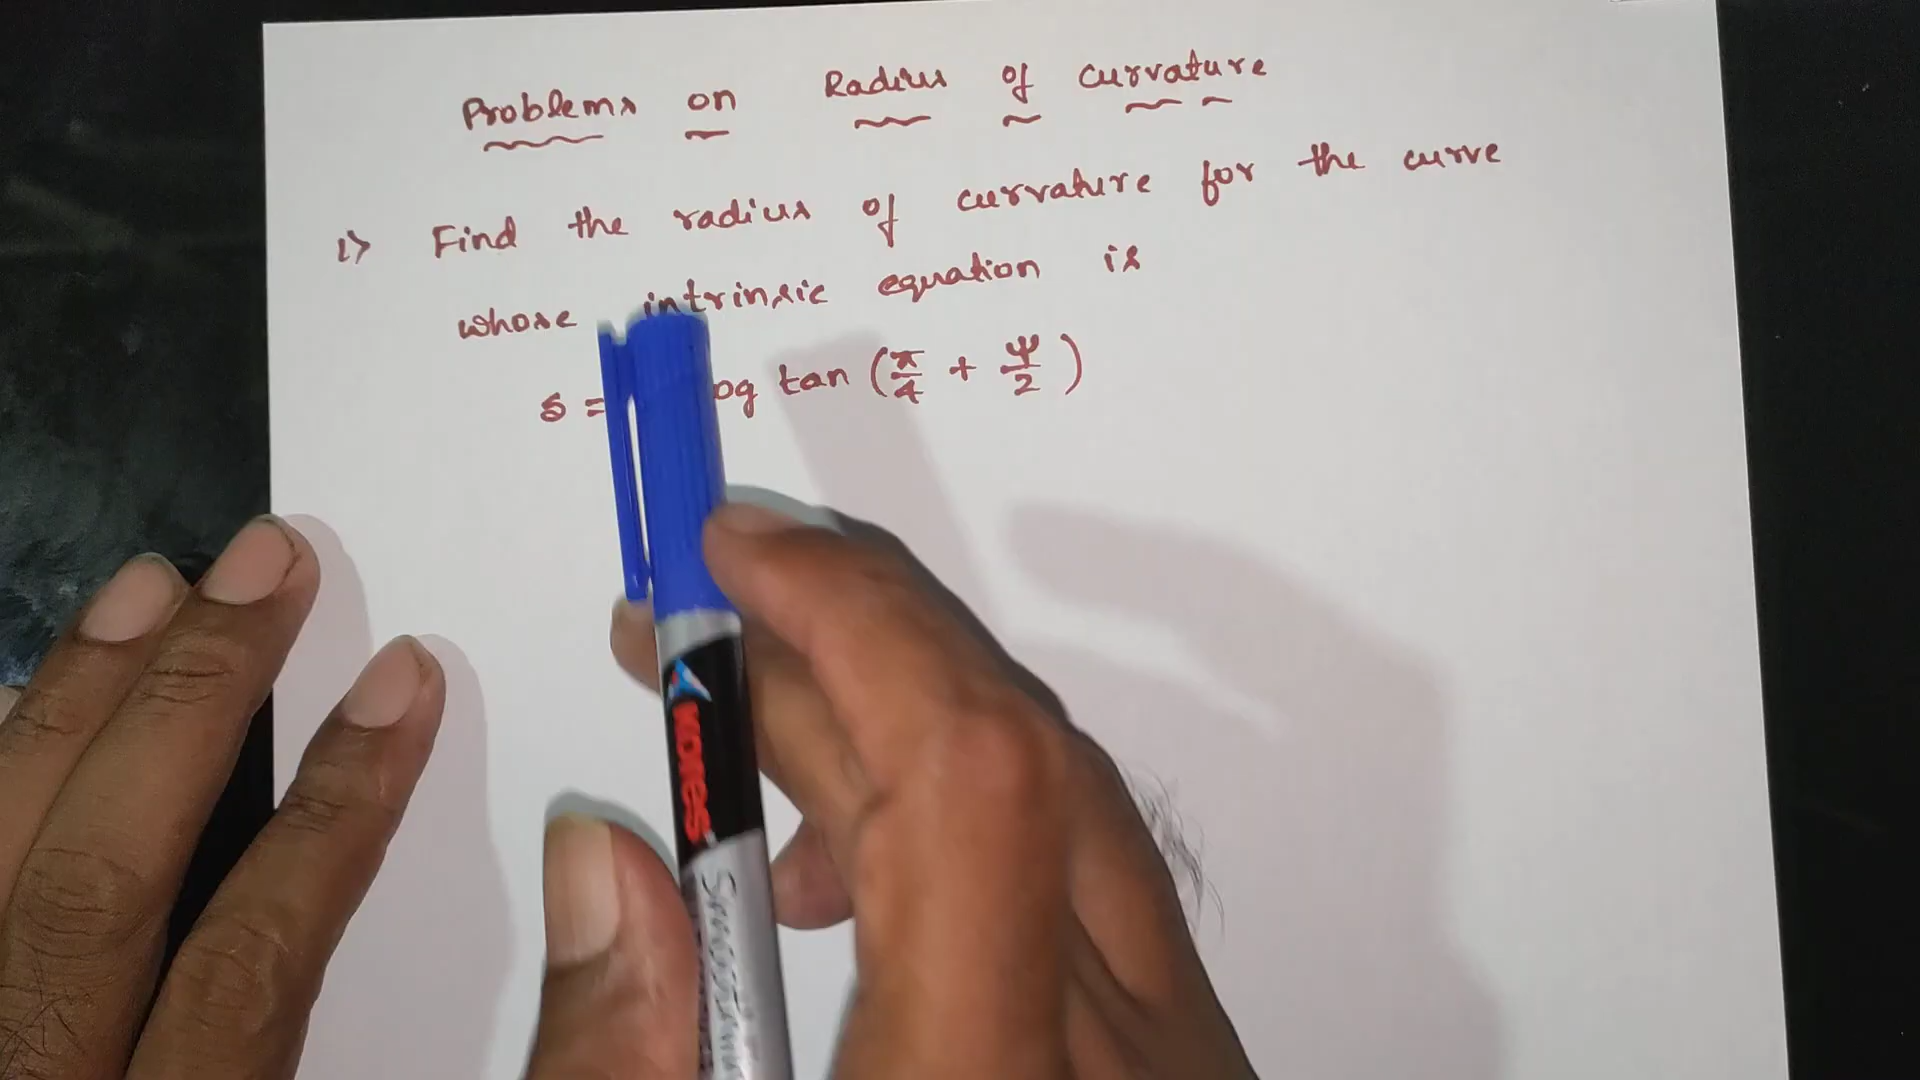 Problems on Radius of curvature
1) Find the radius of curvature for the curve
whose intrinsic equation is
s = og tan (π/4 + ψ/2)
KORES